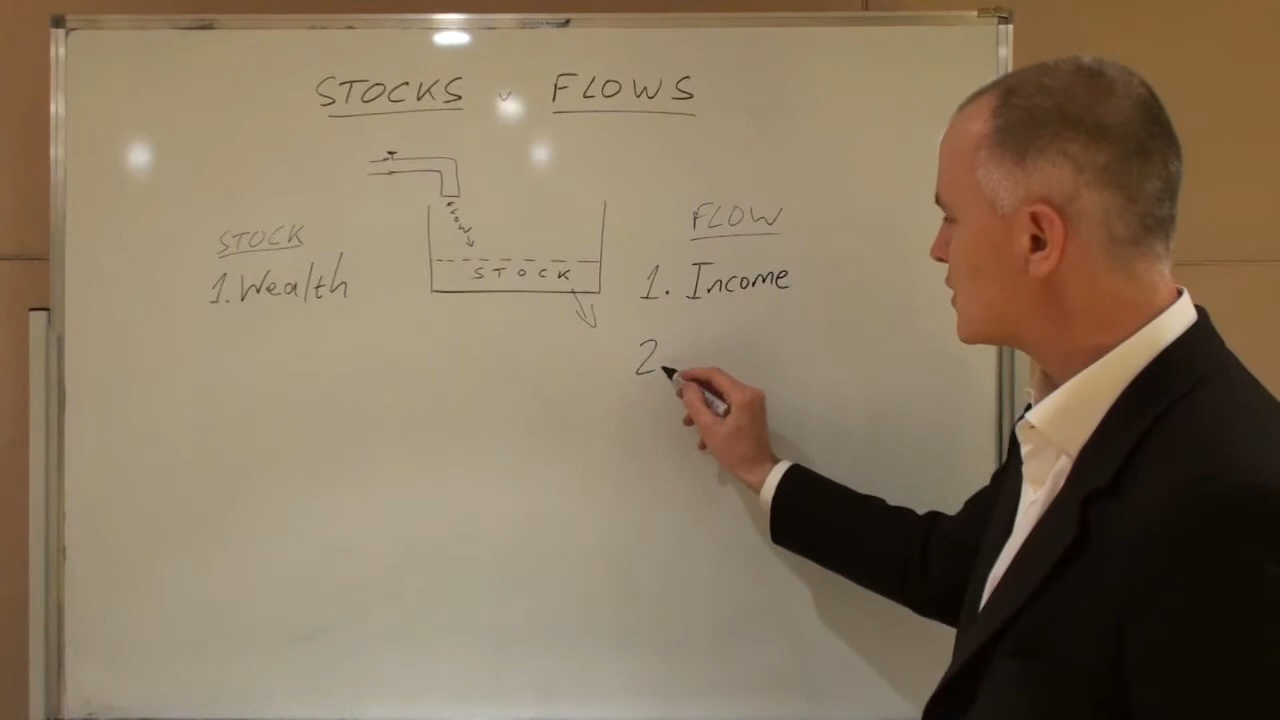 STOCKS v FLOWS
FLOW
STOCK
STOCK
1. Wealth
FLOW
1. Income
2